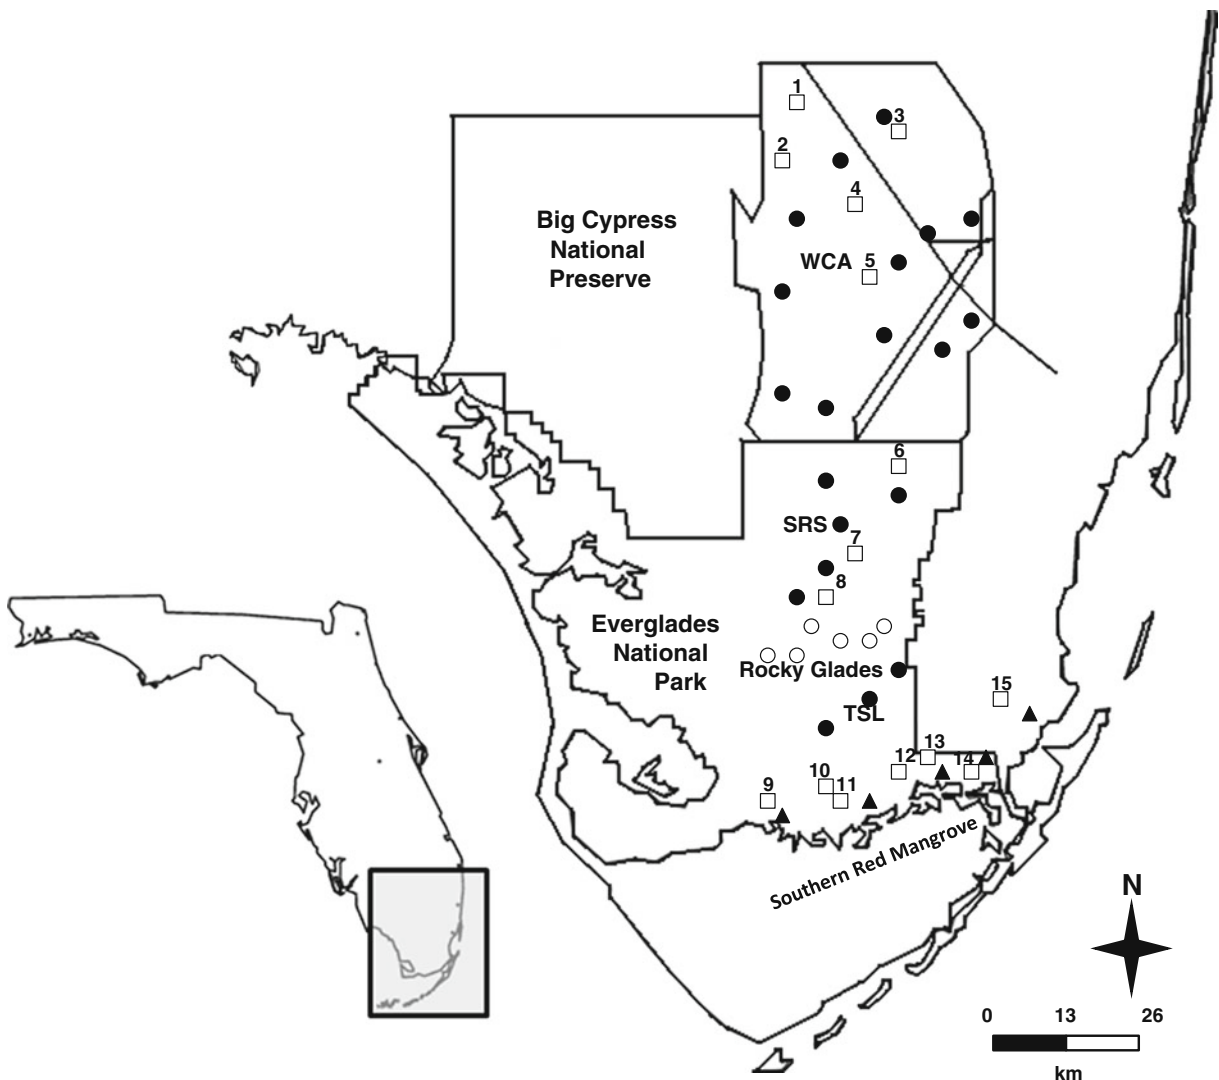 1
3
2
4
Big Cypress
National
Preserve
WCA
5
6
SRS
7
8
Everglades
National
Park
Rocky Glades
15
TSL
13
12
14
10
9
11
Southern Red Mangrove
N
0 13 26
km